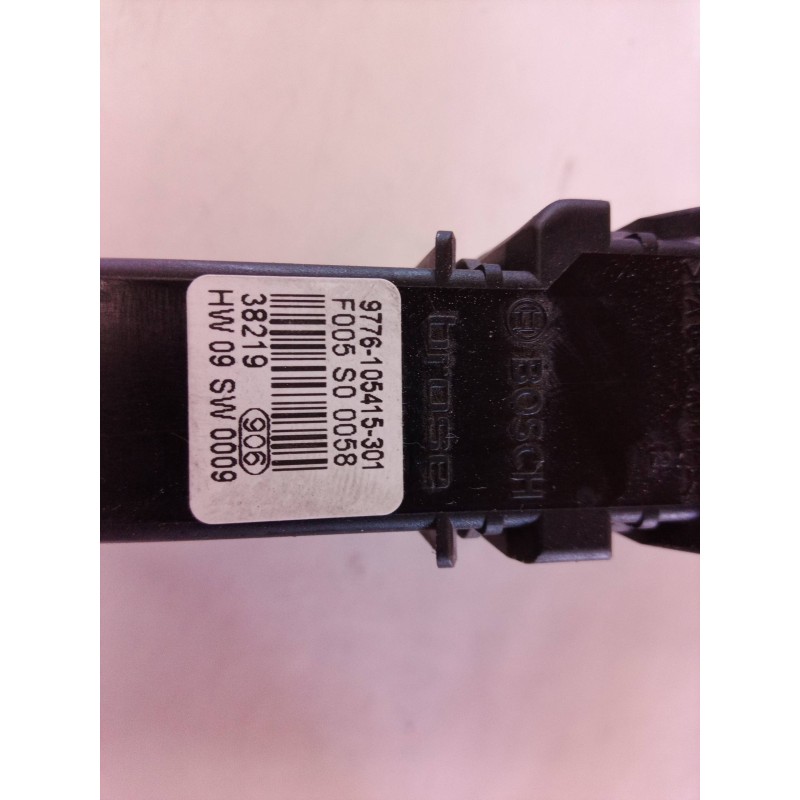 9776-105415-301
F005 S0 0058
38219 906
HW 09 SW 0009
brose
BOSCH